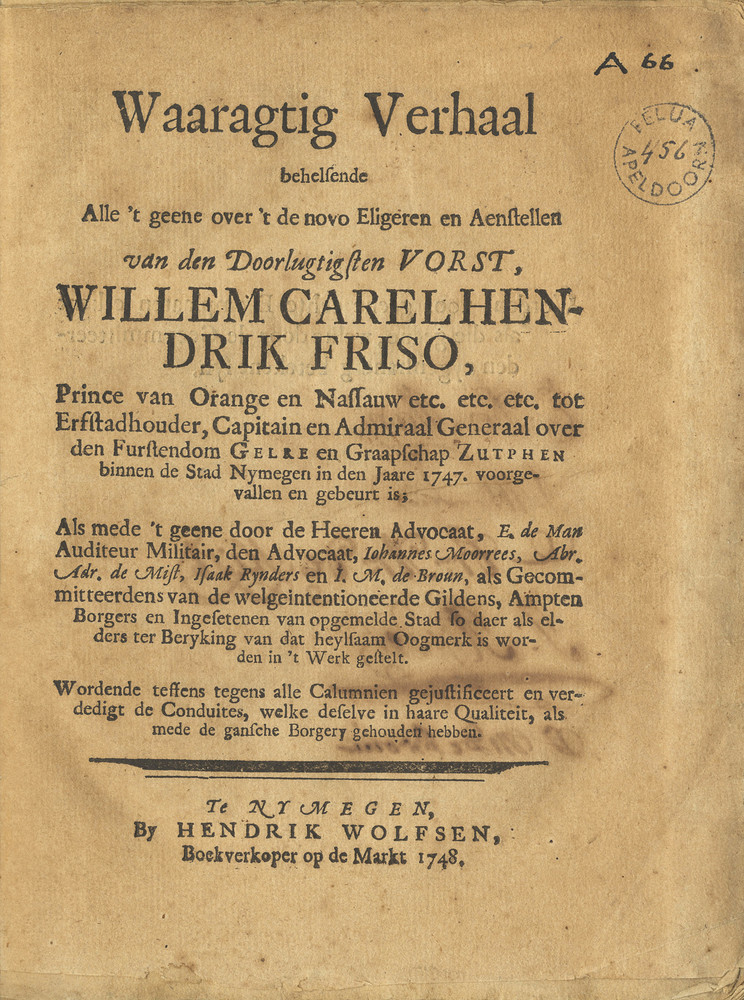 A 66.
FELUA
456
APELDOORN
Waaragtig Verhaal
behelſende
Alle 't geene over 't de novo Eligeren en Aenſtellen
van den Doorlugtigſten VORST,
WILLEM CAREL HEN-
DRIK FRISO,
Prince van Orange en Naſſauw etc. etc. etc. tot
Erfſtadhouder, Capitain en Admiraal Generaal over
den Furſtendom GELRE en Graapſchap ZUTPHEN
binnen de Stad Nymegen in den Jaare 1747. voorge-
vallen en gebeurt is;
Als mede 't geene door de Heeren Advocaat, E. de Man
Auditeur Militair, den Advocaat, Iohannes Moorrees, Abr.
Adr. de Miſt, Iſaak Rynders en I. M. de Broun, als Gecom-
mitteerdens van de welgeintentioneerde Gildens, Ampten
Borgers en Ingeſetenen van opgemelde Stad ſo daer als el-
ders ter Beryking van dat heylſaam Oogmerk is wor-
den in 't Werk geſtelt.
Wordende teffens tegens alle Calumnien gejuſtificeert en ver-
dedigt de Conduites, welke deſelve in haare Qualiteit, als
mede de ganſche Borgery gehouden hebben.
Te NYMEGEN,
By HENDRIK WOLFSEN,
Boekverkoper op de Markt 1748.